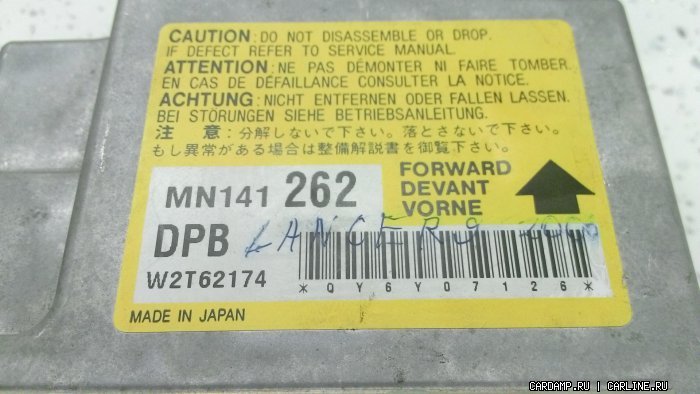 CAUTION: DO NOT DISASSEMBLE OR DROP.
IF DEFECT REFER TO SERVICE MANUAL.
ATTENTION: NE PAS DÉMONTER NI FAIRE TOMBER.
EN CAS DE DÉFAILLANCE CONSULTER LA NOTICE.
ACHTUNG: NICHT ENTFERNEN ODER FALLEN LASSEN.
BEI STÖRUNGEN SIEHE BETRIEBSANLEITUNG.
注 意:分解しないで下さい。落とさないで下さい。
もし異常がある場合は整備解説書を御覧下さい。
MN141 262
FORWARD
DEVANT
VORNE
DPB
LANCER 9 2006
W2T62174
*QY6Y07126*
MADE IN JAPAN
CARDAMP.RU | CARLINE.RU